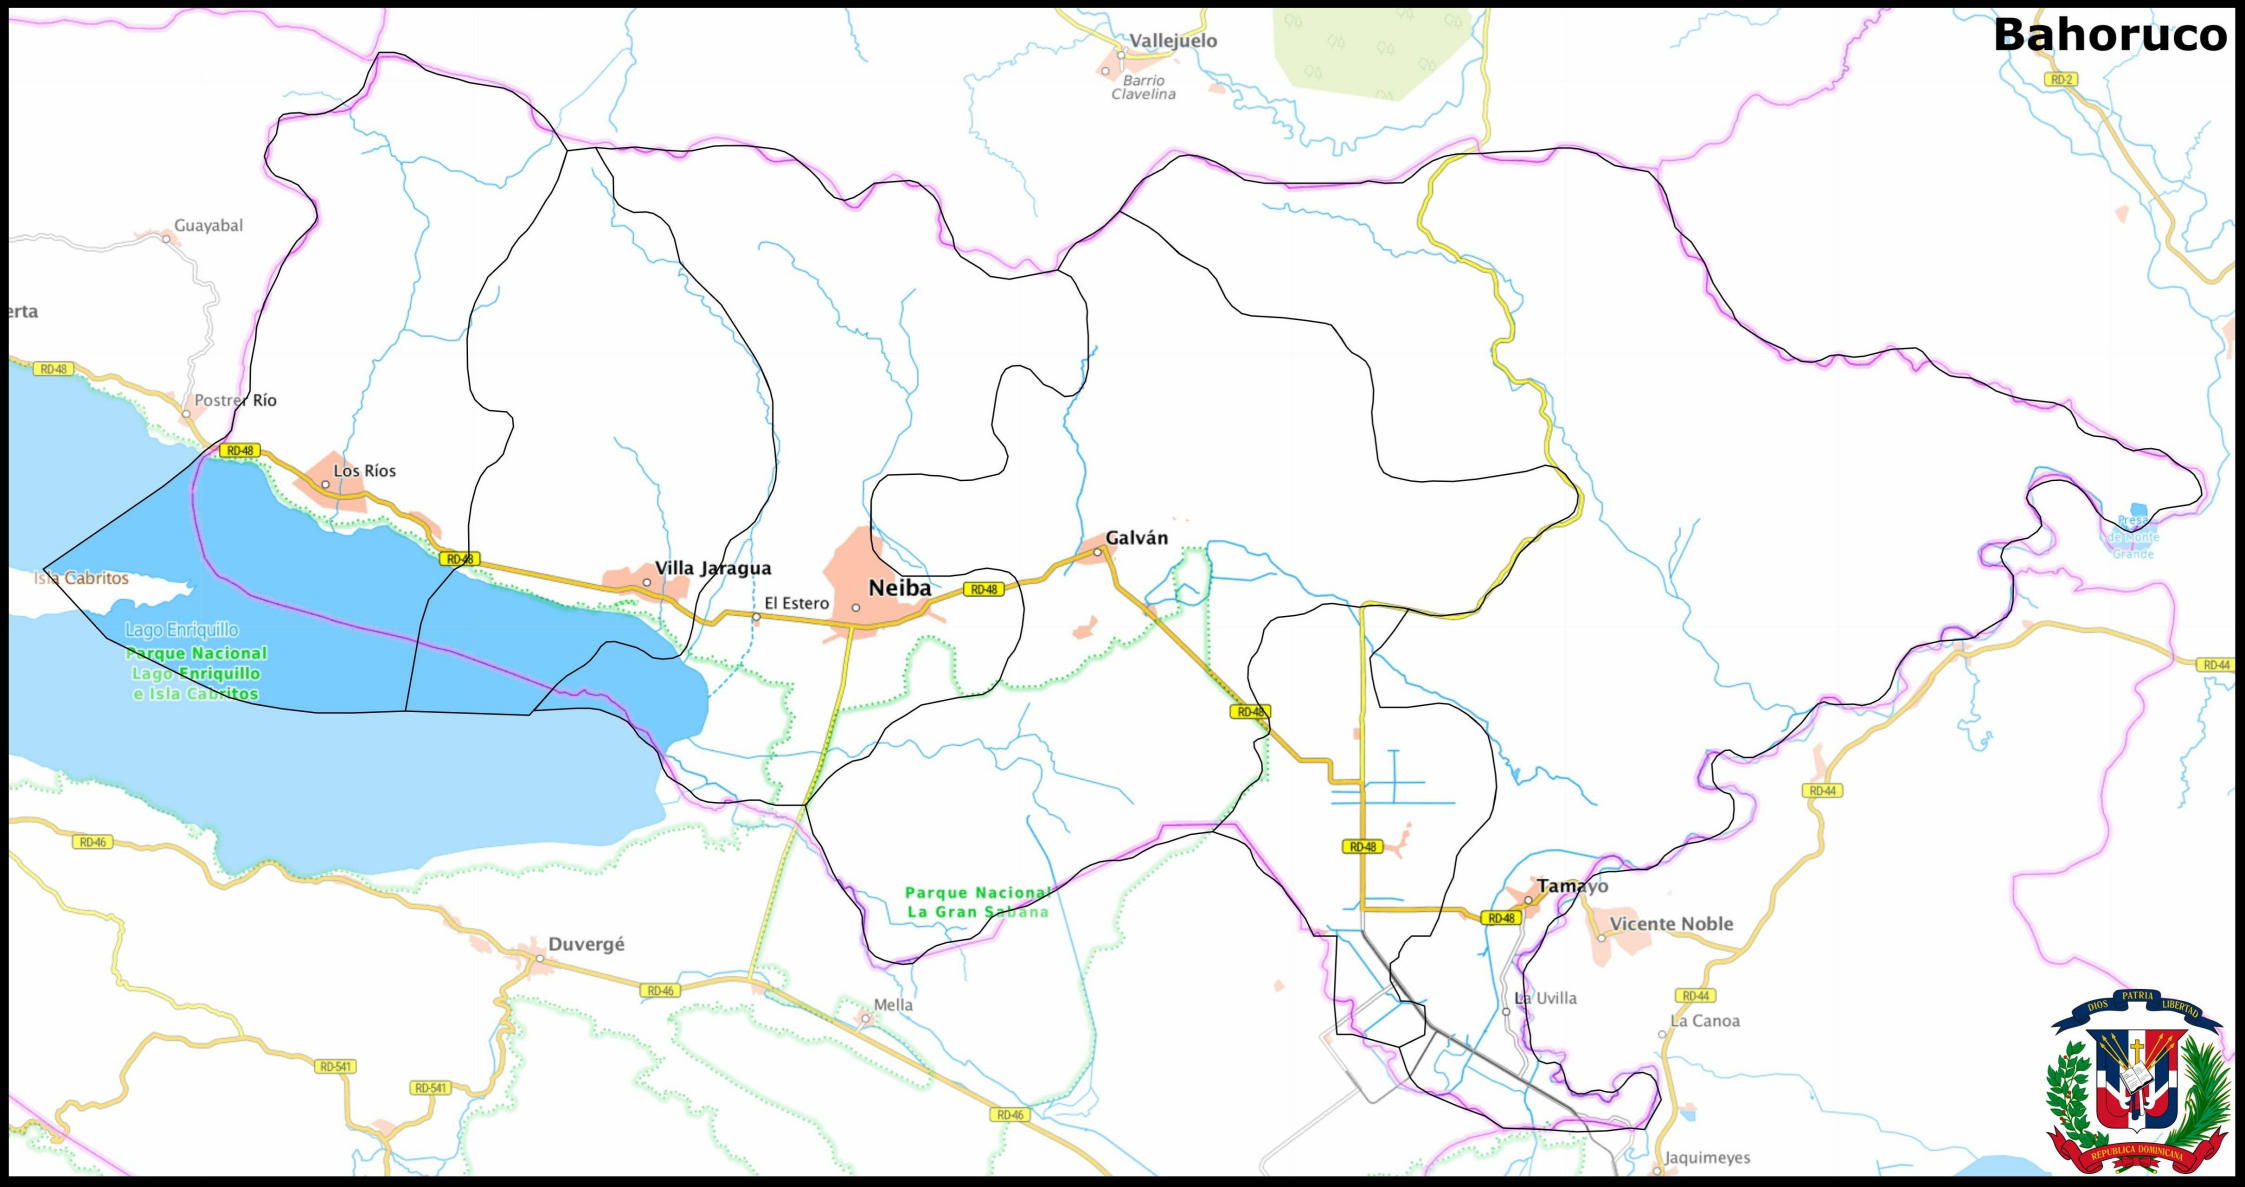 Bahoruco
Vallejuelo
Barrio
Clavelina
RD-2
Guayabal
erta
RD-48
Postrer Río
RD-48
Los Ríos
RD-48
Villa Jaragua
El Estero
Neiba
RD-48
Galván
Isla Cabritos
Lago Enriquillo
Parque Nacional
Lago Enriquillo
e Isla Cabritos
Presa
de Monte
Grande
RD-44
RD-48
RD-44
RD-46
RD-48
Parque Nacional
La Gran Sabana
Tamayo
RD-48
Vicente Noble
Duvergé
RD-46
Mella
La Uvilla
RD-44
La Canoa
RD-541
RD-541
RD-46
Jaquimeyes
DIOS PATRIA LIBERTAD
REPUBLICA DOMINICANA